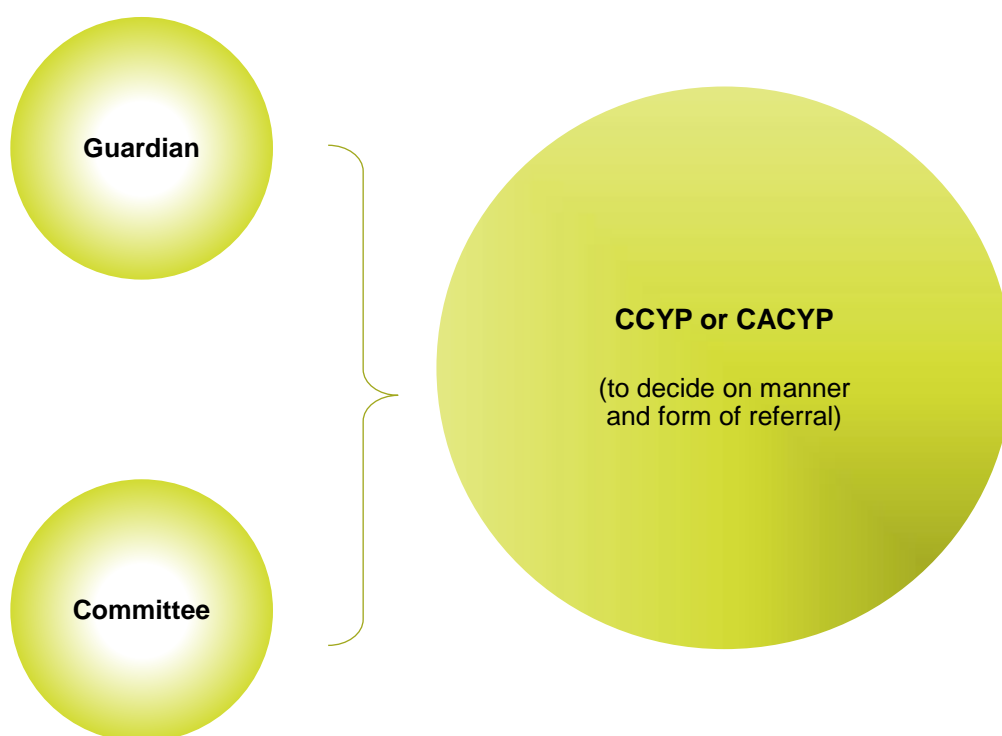 Guardian
CCYP or CACYP
(to decide on manner
and form of referral)
Committee